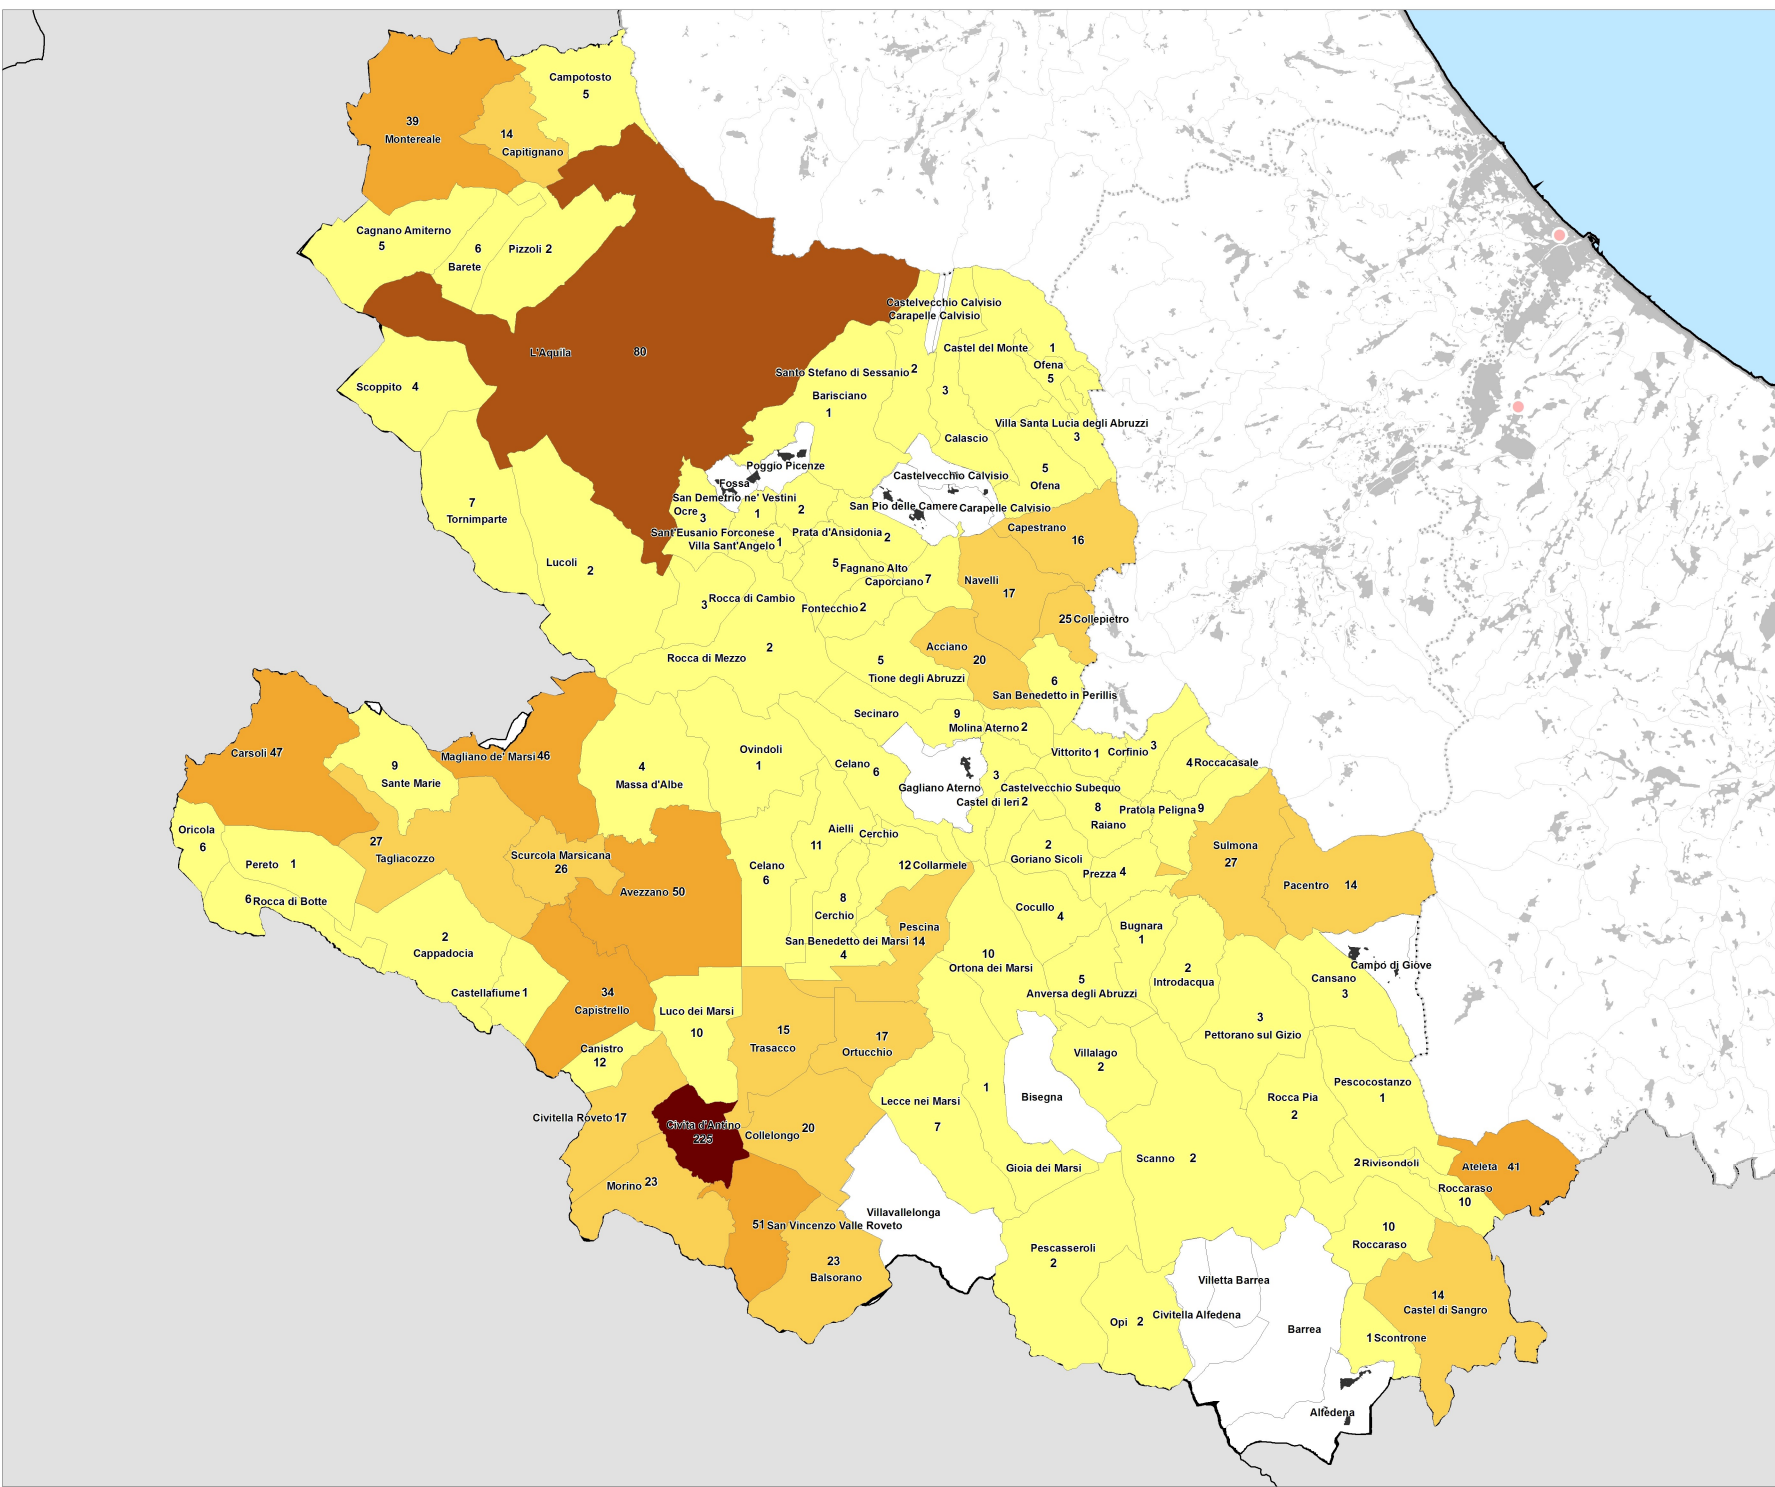 Campotosto
5
39
Montereale
14
Capitignano
Cagnano Amiterno
5
6
Barete
Pizzoli 2
L'Aquila 80
Castelvecchio Calvisio
Carapelle Calvisio
Castel del Monte 1
Ofena
5
Santo Stefano di Sessanio 2
Scoppito 4
3
Barisciano
1
Villa Santa Lucia degli Abruzzi
3
Calascio
Poggio Picenze
5
Ofena
Castelvecchio Calvisio
Fossa
San Demetrio ne' Vestini
Ocre 3
1
2
San Pio delle Camere
Carapelle Calvisio
7
Tornimparte
Capestrano
16
Sant'Eusanio Forconese
Villa Sant'Angelo 1
Prata d'Ansidonia 2
Lucoli 2
5 Fagnano Alto
Caporciano 7
Navelli
17
3 Rocca di Cambio
Fontecchio 2
25 Collepietro
Acciano
20
2
Rocca di Mezzo
5
Tione degli Abruzzi
6
San Benedetto in Perillis
Secinaro
9
Molina Aterno 2
Carsoli 47
Magliano de' Marsi 46
9
Sante Marie
4
Massa d'Albe
Ovindoli
1
Celano 6
Vittorito 1
Corfinio 3
4 Roccacasale
Gagliano Aterno
3
Castelvecchio Subequo
Castel di Ieri 2
8
Raiano
Pratola Peligna 9
Oricola
6
27
Tagliacozzo
Aielli
11
Cerchio
Pereto 1
Scurcola Marsicana
26
Celano
6
12 Collarmele
2
Goriano Sicoli
Prezza 4
Sulmona
27
Pacentro 14
6 Rocca di Botte
Avezzano 50
8
Cerchio
Pescina
14
San Benedetto dei Marsi
4
Cocullo
4
Bugnara
1
2
Cappadocia
10
Ortona dei Marsi
5
Anversa degli Abruzzi
2
Introdacqua
Campo di Giove
Cansano
3
Castellafiume 1
34
Capistrello
Luco dei Marsi
10
15
Trasacco
17
Ortucchio
3
Pettorano sul Gizio
Canistro
12
Villalago
2
Pescocostanzo
1
1
Bisegna
Rocca Pia
2
Lecce nei Marsi
7
Civitella Roveto 17
Civita d'Antino
225
Collelongo 20
Gioia dei Marsi
Scanno 2
2 Rivisondoli
Ateleta 41
Roccaraso
10
Morino 23
51 San Vincenzo Valle Roveto
Villavallelonga
10
Roccaraso
Pescasseroli
2
23
Balsorano
Villetta Barrea
Civitella Alfedena
Opi 2
Barrea
14
Castel di Sangro
1 Scontrone
Alfedena